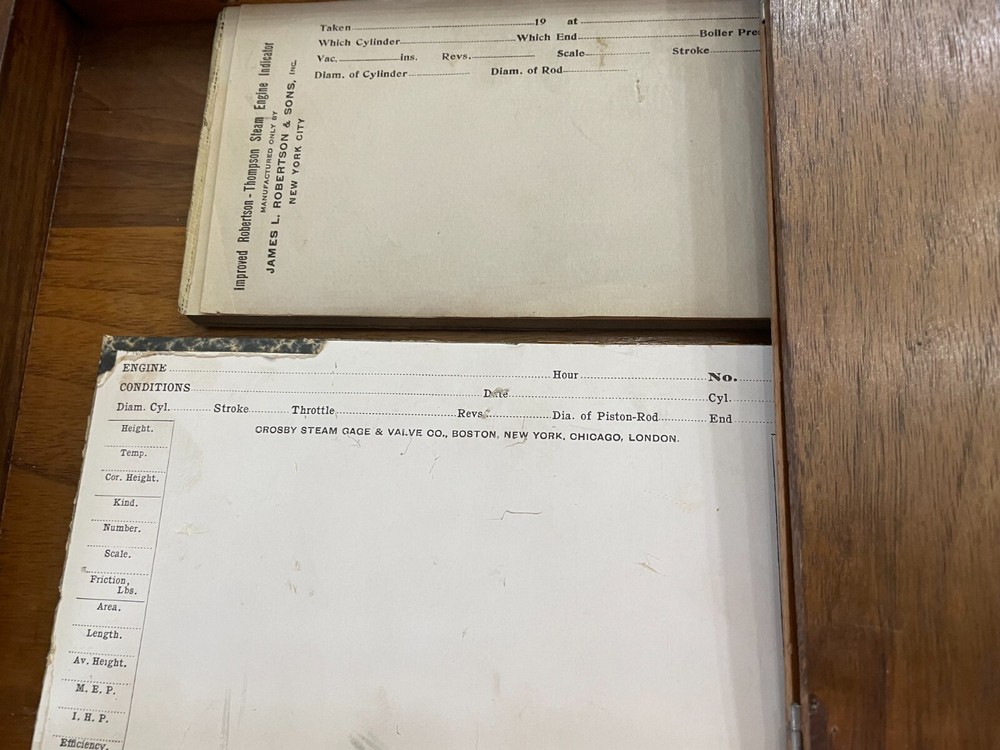 Taken 19 at
Which Cylinder Which End Boiler Pre
Vac. ins. Revs. Scale Stroke
Diam. of Cylinder Diam. of Rod
Improved Robertson-Thompson Steam Engine Indicator
MANUFACTURED ONLY BY
JAMES L. ROBERTSON & SONS, INC.
NEW YORK CITY
ENGINE Hour No.
CONDITIONS Date Cyl.
Diam. Cyl. Stroke Throttle Revs. Dia. of Piston-Rod End
CROSBY STEAM GAGE & VALVE CO., BOSTON, NEW YORK, CHICAGO, LONDON.
Height.
Temp.
Cor. Height.
Kind.
Number.
Scale.
Friction,
Lbs.
Area.
Length.
Av. Height.
M. E. P.
I. H. P.
Efficiency.